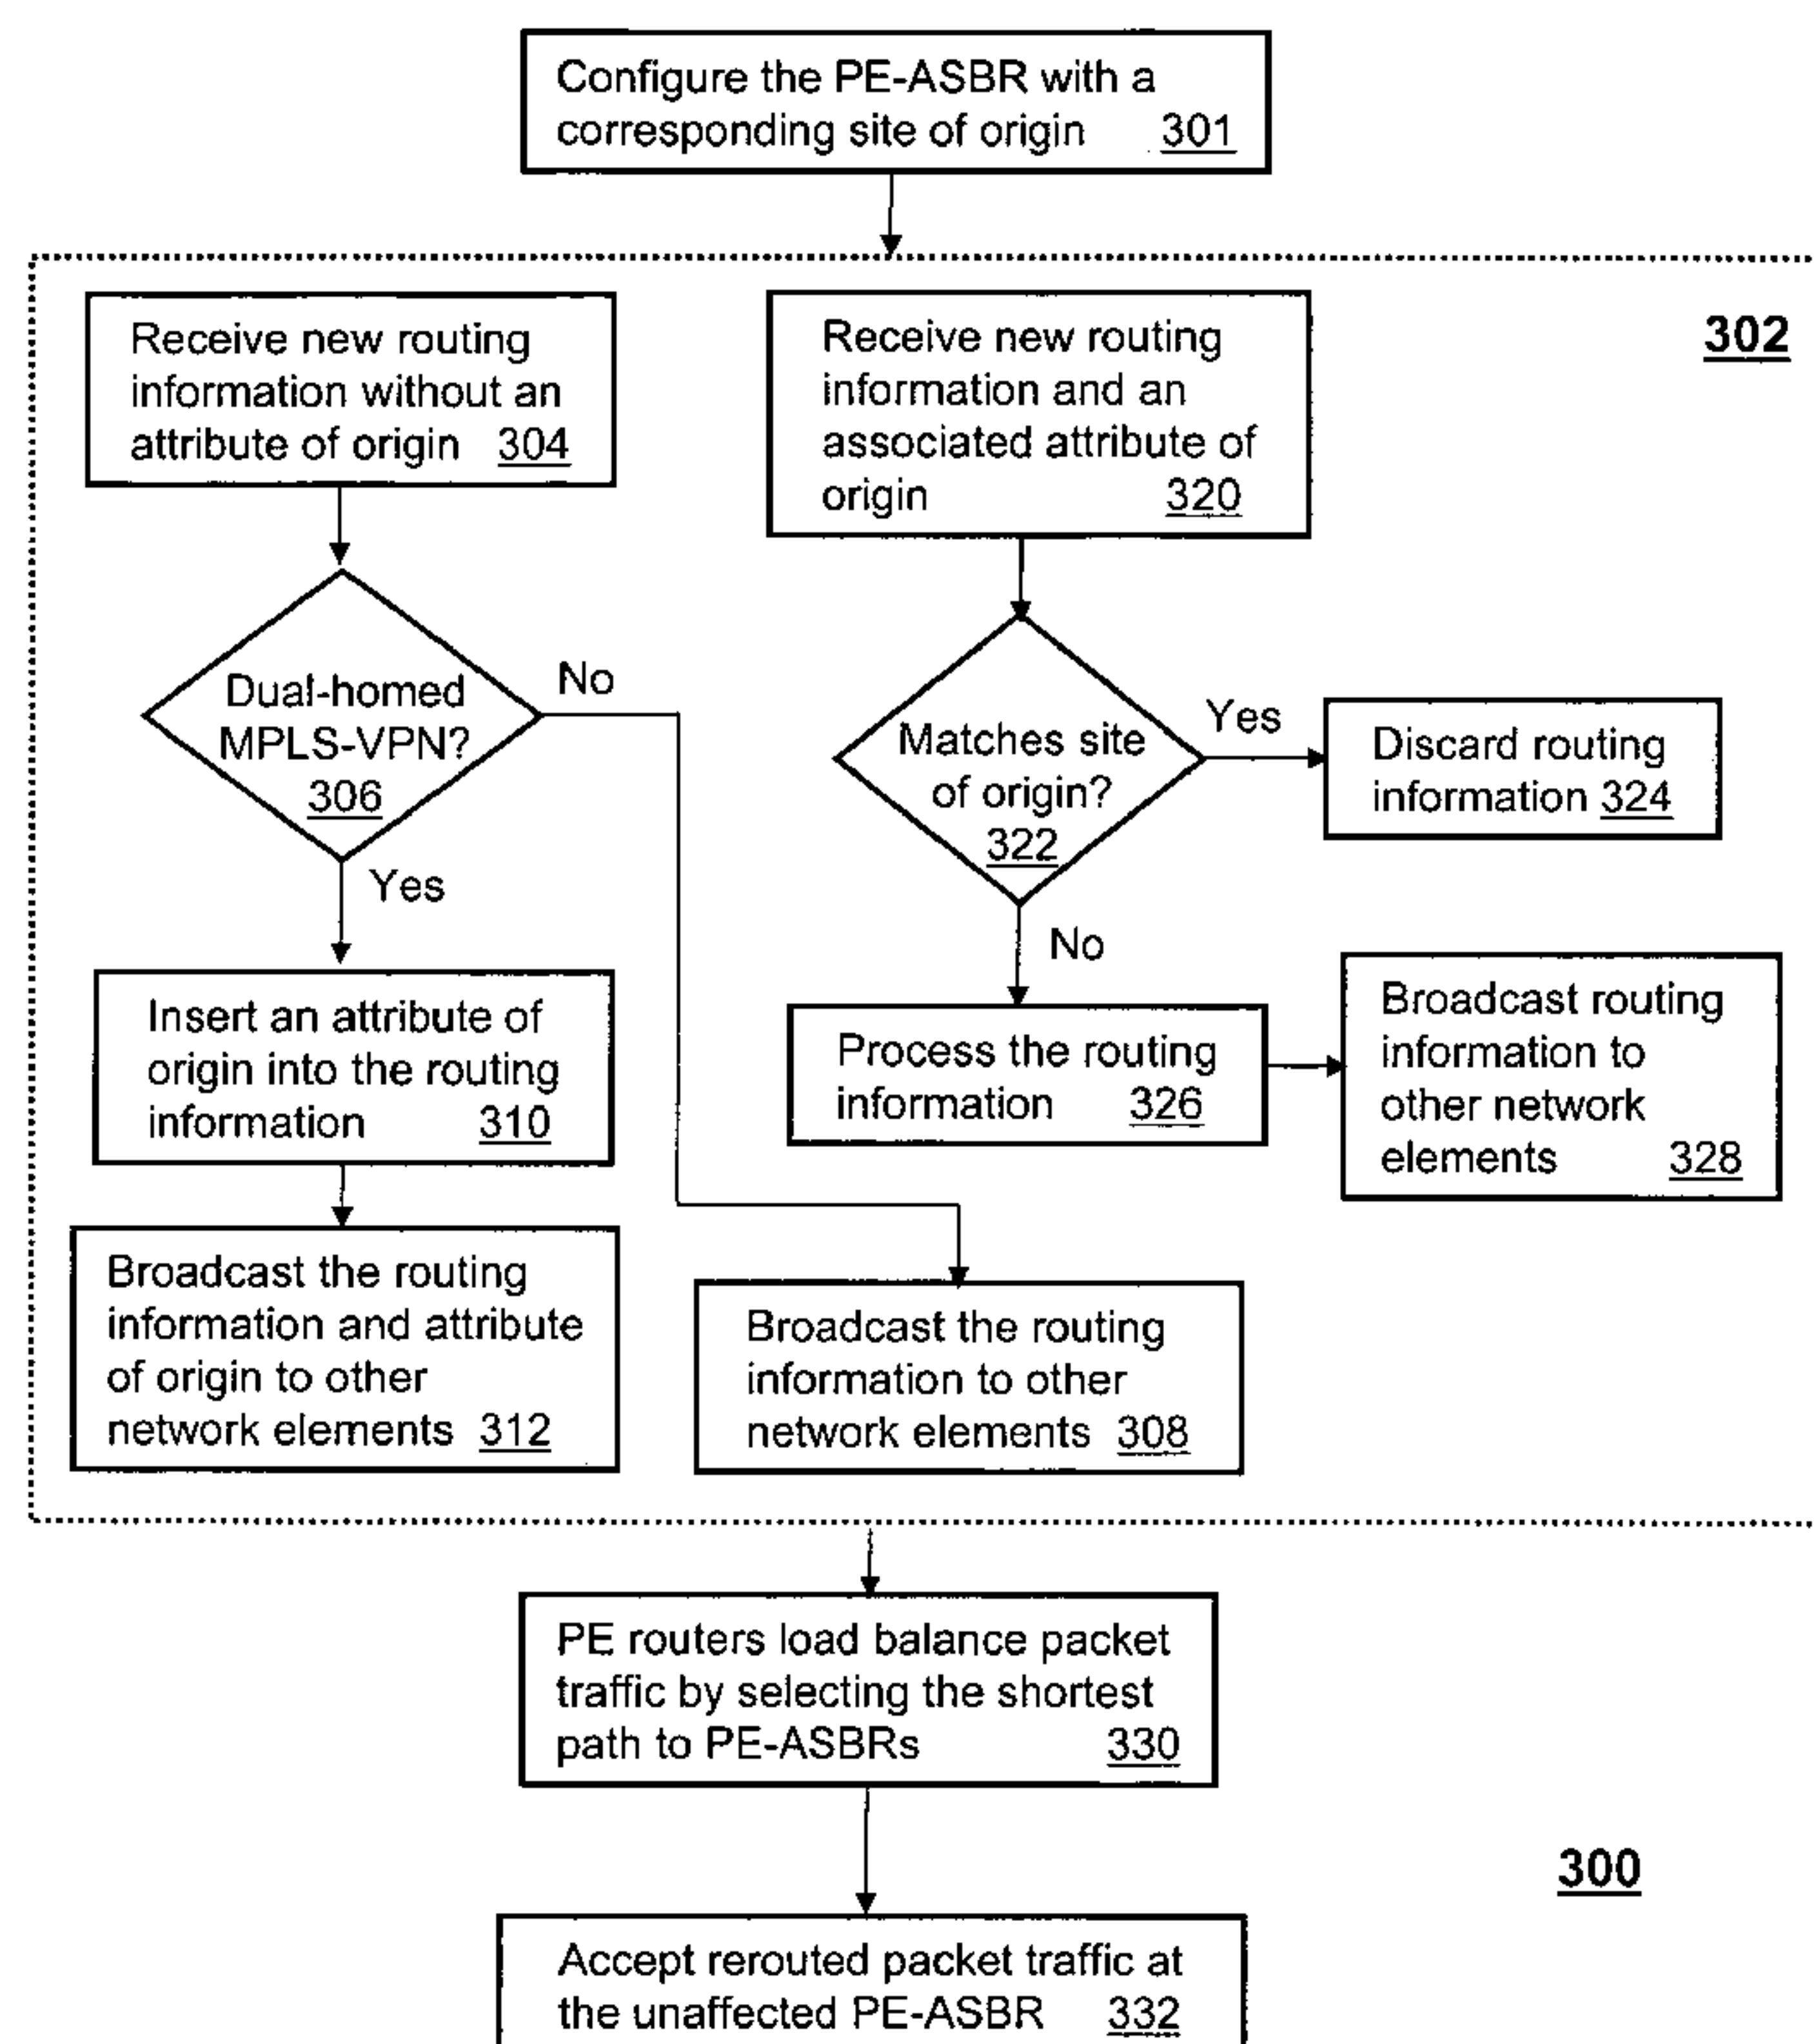 Configure the PE-ASBR with a
corresponding site of origin 301
302
Receive new routing
information without an
attribute of origin 304
Receive new routing
information and an
associated attribute of
origin 320
Dual-homed
MPLS-VPN?
306
No
Yes
Matches site
of origin?
322
Yes
No
Discard routing
information 324
Insert an attribute of
origin into the routing
information 310
Process the routing
information 326
Broadcast routing
information to
other network
elements 328
Broadcast the routing
information and attribute
of origin to other
network elements 312
Broadcast the routing
information to other
network elements 308
PE routers load balance packet
traffic by selecting the shortest
path to PE-ASBRs 330
300
Accept rerouted packet traffic at
the unaffected PE-ASBR 332